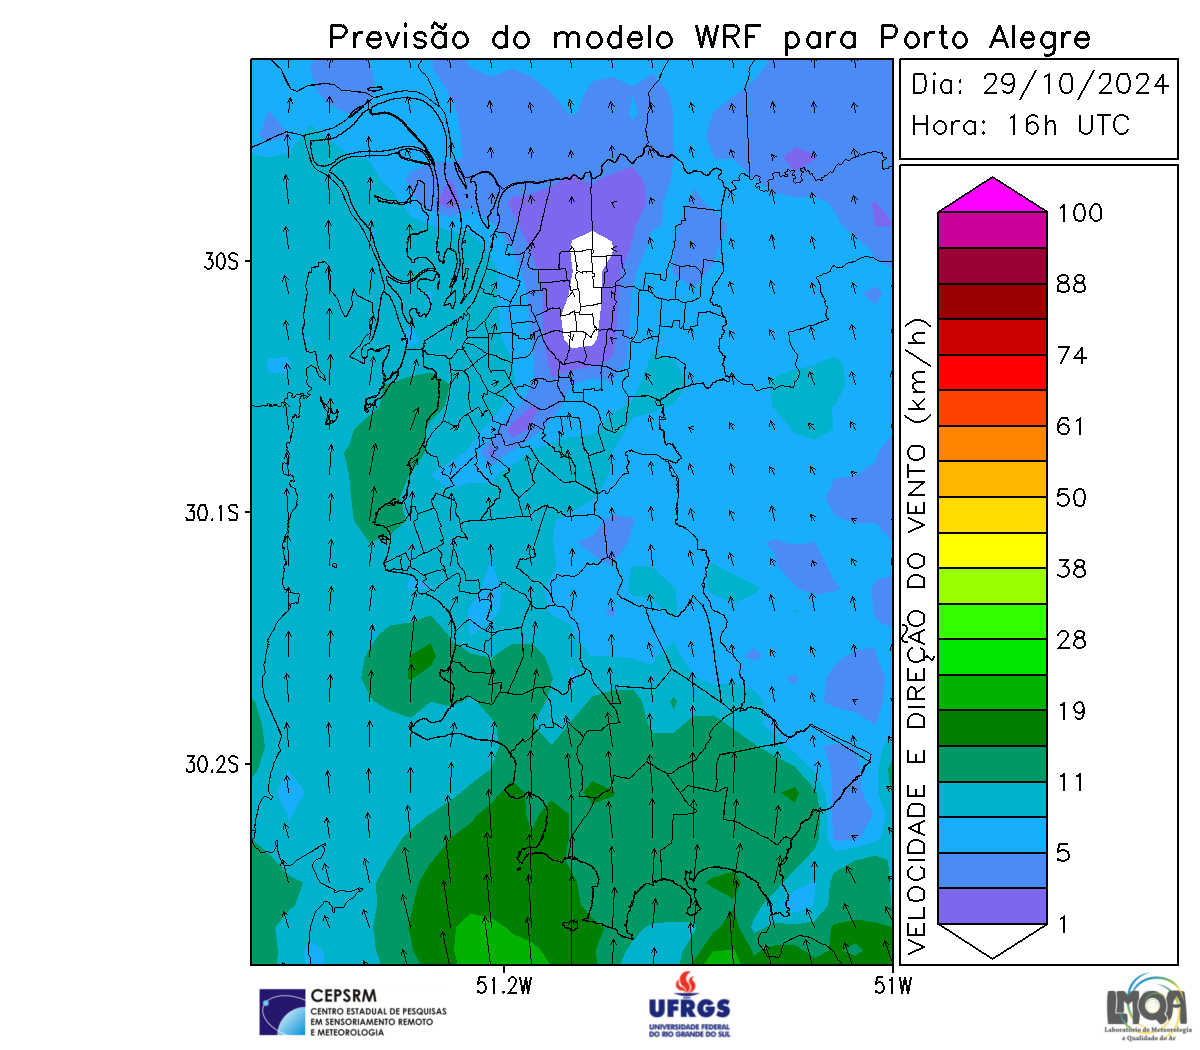 Previsão do modelo WRF para Porto Alegre
Dia: 29/10/2024
Hora: 16h UTC
30S
30.1S
30.2S
51.2W
51W
VELOCIDADE E DIREÇÃO DO VENTO (km/h)
100
88
74
61
50
38
28
19
11
5
1
CEPSRM
CENTRO ESTADUAL DE PESQUISAS
EM SENSORIAMENTO REMOTO
E METEOROLOGIA
UFRGS
UNIVERSIDADE FEDERAL
DO RIO GRANDE DO SUL
LMQA
Laboratório de Meteorologia
e Qualidade do Ar